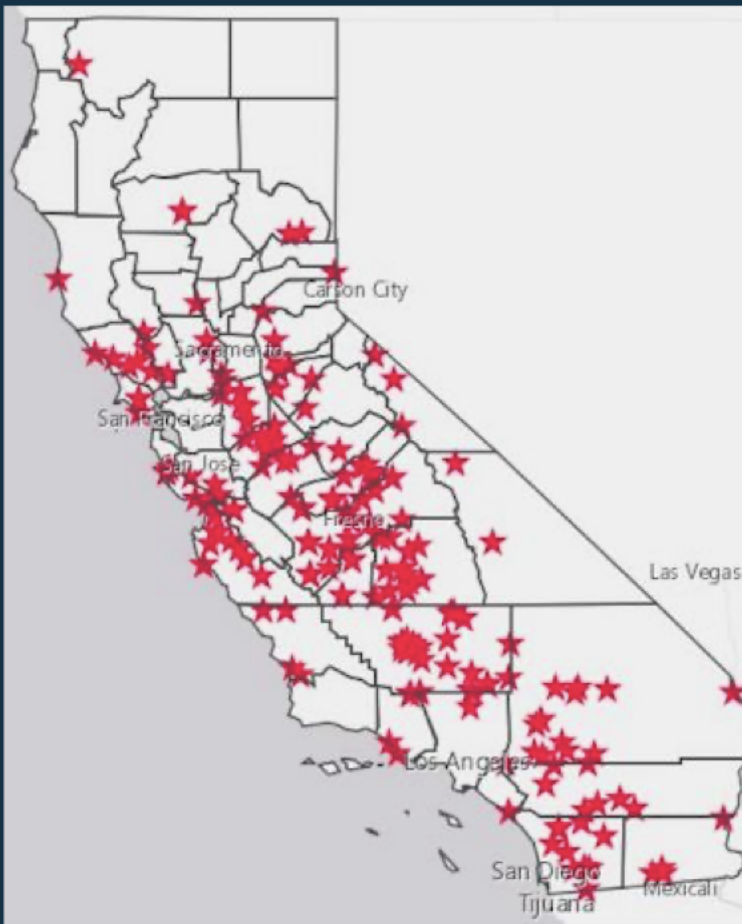 Carson City
Sacramento
San Francisco
San Jose
Fresno
Las Vegas
Los Angeles
San Diego
Mexicali
Tijuana